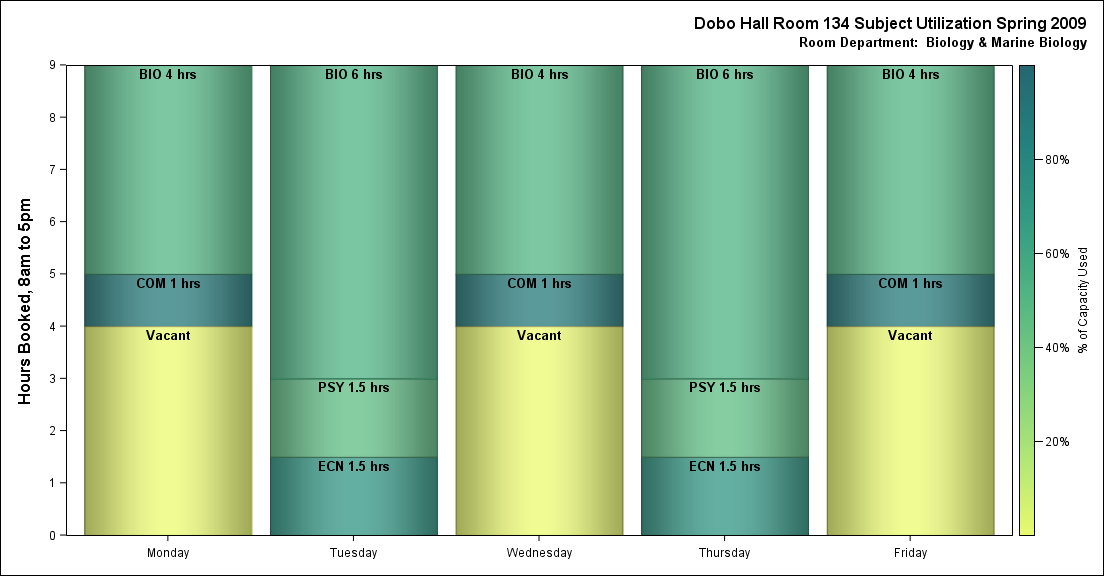 Dobo Hall Room 134 Subject Utilization Spring 2009
Room Department: Biology & Marine Biology
Hours Booked, 8am to 5pm
9
8
7
6
5
4
3
2
1
0
BIO 4 hrs
COM 1 hrs
Vacant
BIO 6 hrs
PSY 1.5 hrs
ECN 1.5 hrs
BIO 4 hrs
COM 1 hrs
Vacant
BIO 6 hrs
PSY 1.5 hrs
ECN 1.5 hrs
BIO 4 hrs
COM 1 hrs
Vacant
Monday Tuesday Wednesday Thursday Friday
80%
60%
40%
20%
% of Capacity Used